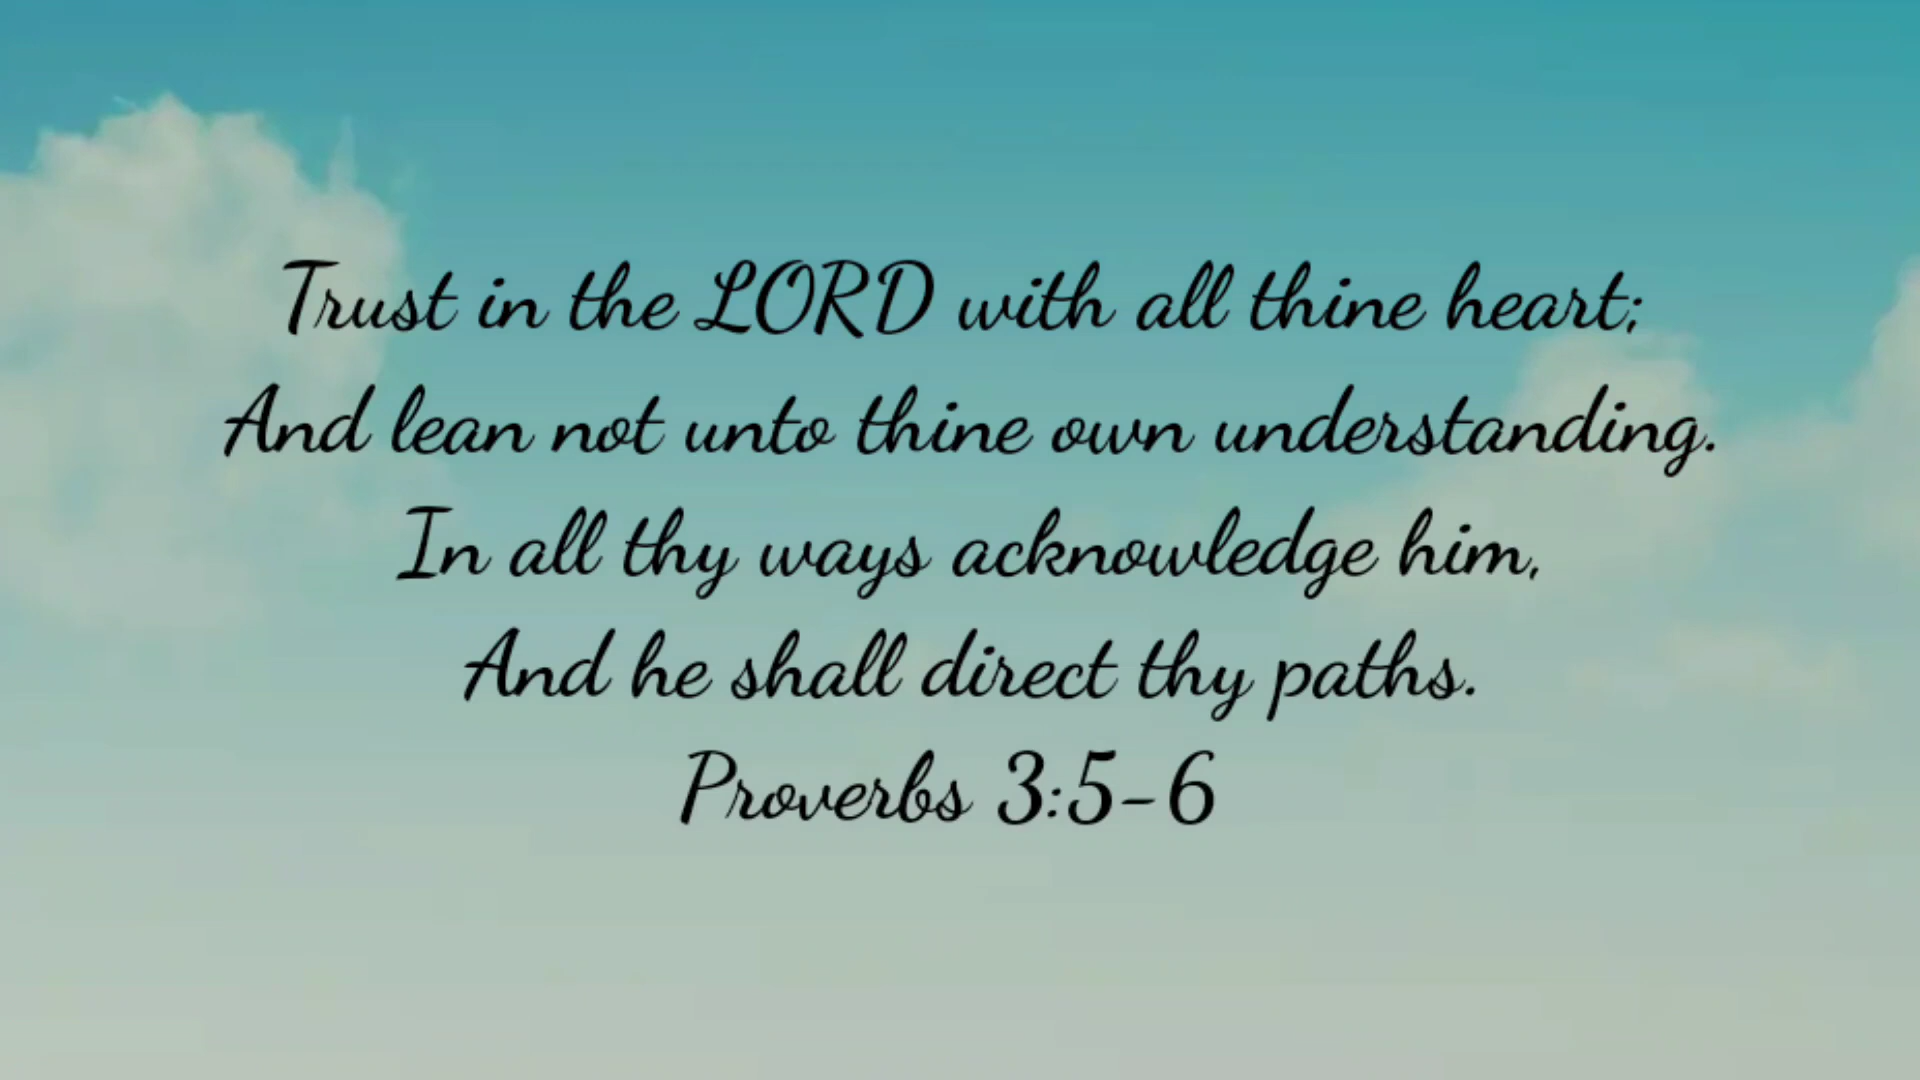 Trust in the LORD with all thine heart;
And lean not unto thine own understanding.
In all thy ways acknowledge him,
And he shall direct thy paths.
Proverbs 3:5-6